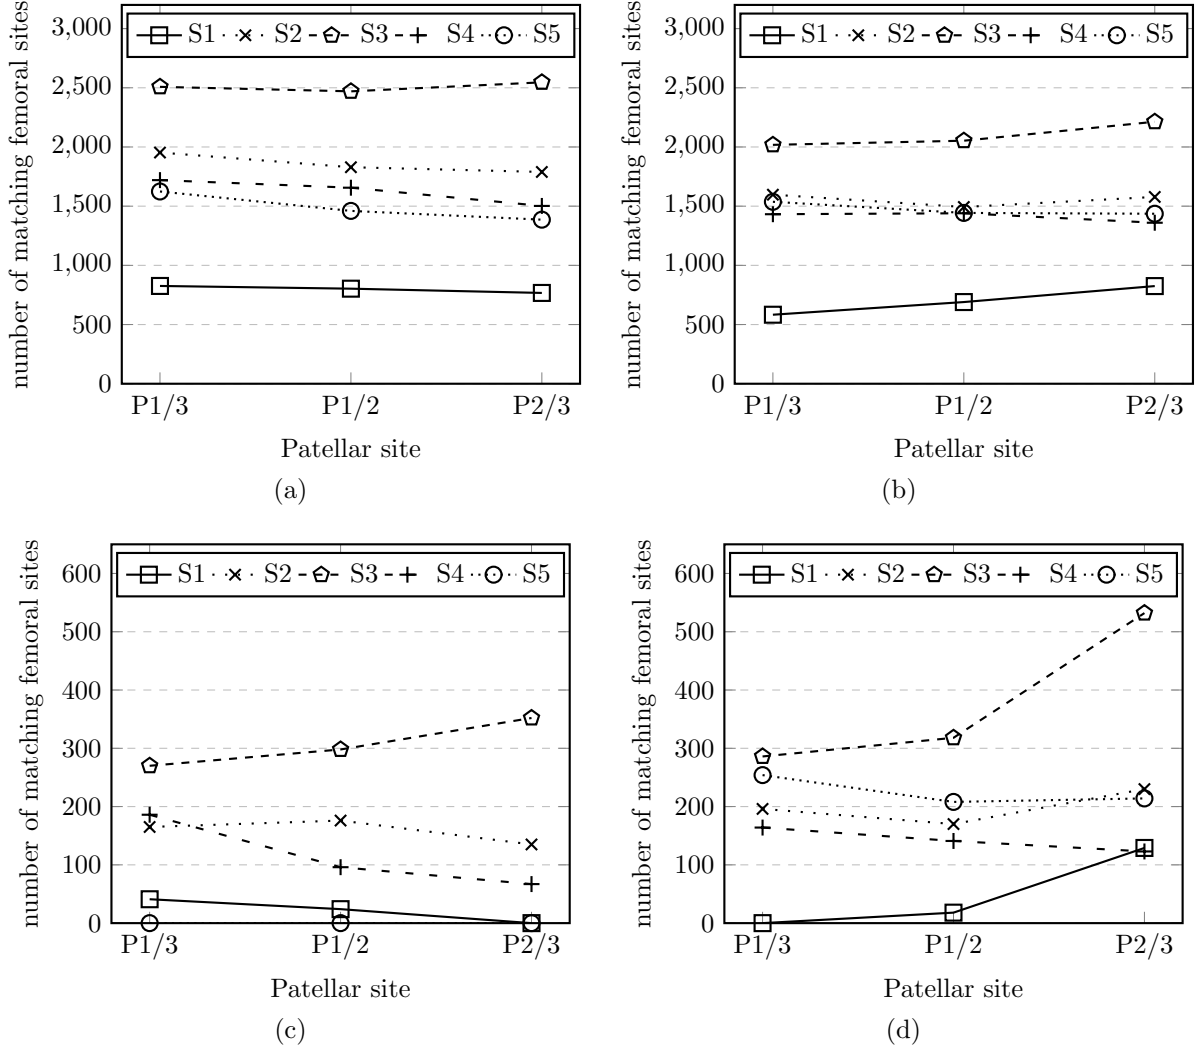 number of matching femoral sites
3,000
2,500
2,000
1,500
1,000
500
0
S1 S2 S3 S4 S5
P1/3 P1/2 P2/3
Patellar site
(a)
number of matching femoral sites
3,000
2,500
2,000
1,500
1,000
500
0
S1 S2 S3 S4 S5
P1/3 P1/2 P2/3
Patellar site
(b)
number of matching femoral sites
600
500
400
300
200
100
0
S1 S2 S3 S4 S5
P1/3 P1/2 P2/3
Patellar site
(c)
number of matching femoral sites
600
500
400
300
200
100
0
S1 S2 S3 S4 S5
P1/3 P1/2 P2/3
Patellar site
(d)